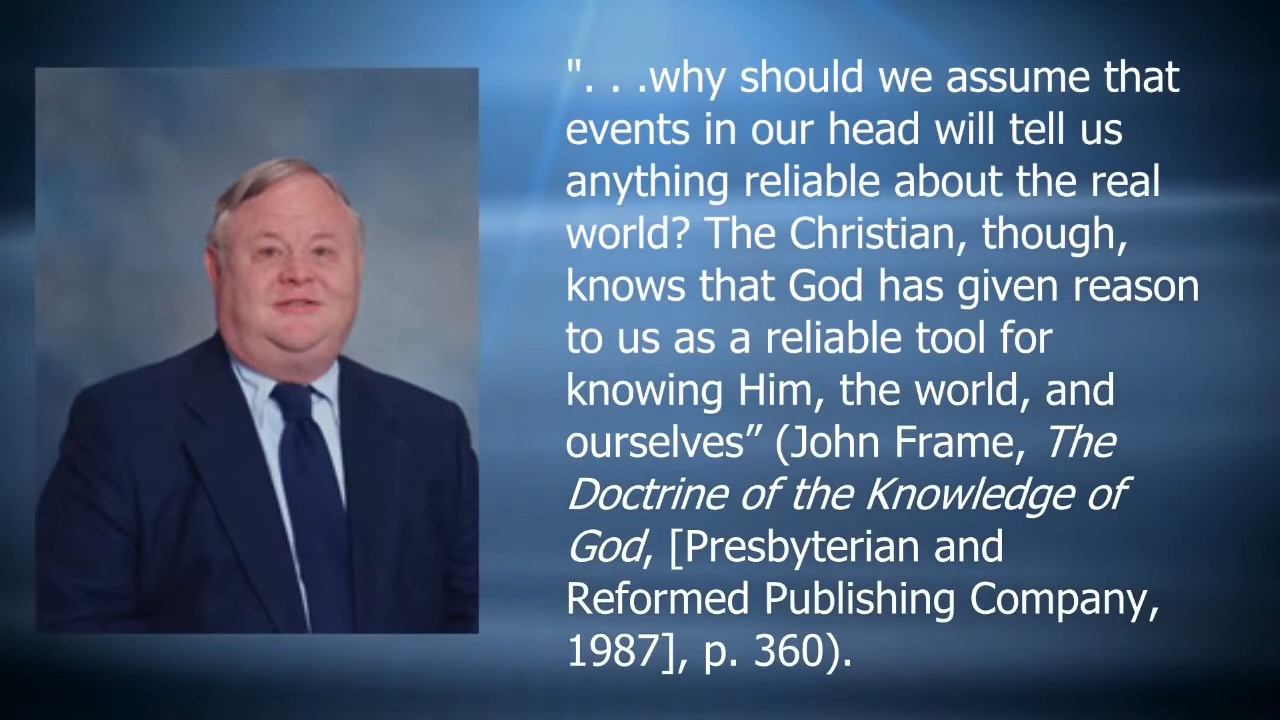 ". . .why should we assume that
events in our head will tell us
anything reliable about the real
world? The Christian, though,
knows that God has given reason
to us as a reliable tool for
knowing Him, the world, and
ourselves” (John Frame, The
Doctrine of the Knowledge of
God, [Presbyterian and
Reformed Publishing Company,
1987], p. 360).